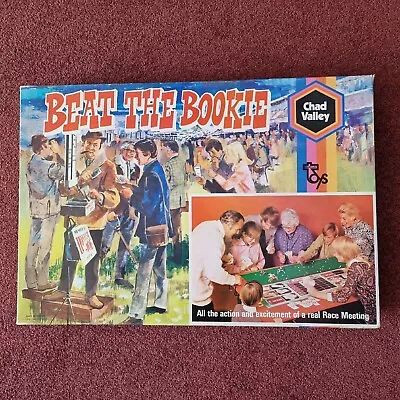 BEAT THE BOOKIE
Chad
Valley
toys
All the action and excitement of a real Race Meeting